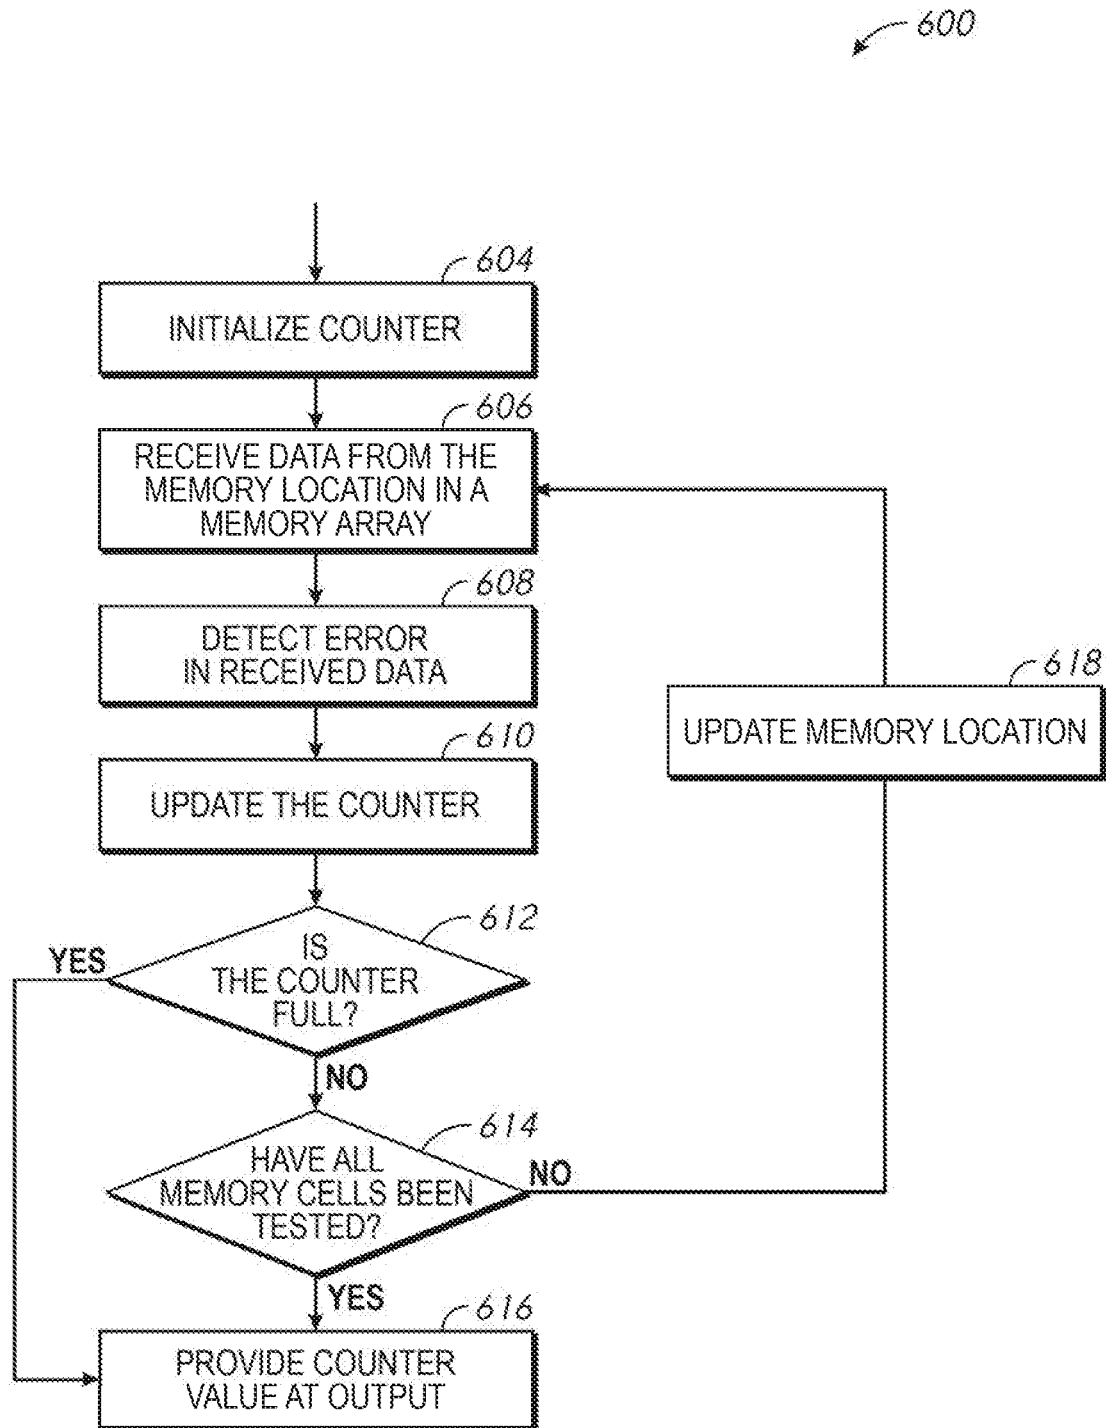 600
604
INITIALIZE COUNTER
606
RECEIVE DATA FROM THE
MEMORY LOCATION IN A
MEMORY ARRAY
608
DETECT ERROR
IN RECEIVED DATA
618
UPDATE MEMORY LOCATION
610
UPDATE THE COUNTER
612
YES
IS
THE COUNTER
FULL?
NO
614
HAVE ALL
MEMORY CELLS BEEN
TESTED?
NO
YES
616
PROVIDE COUNTER
VALUE AT OUTPUT